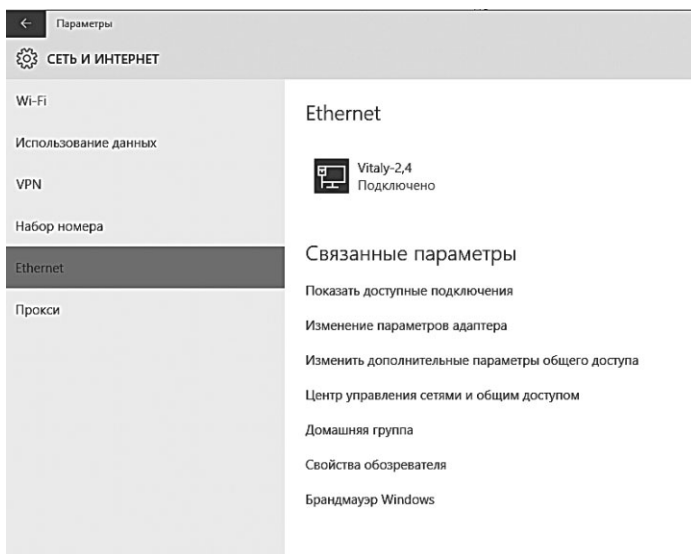 Параметры
СЕТЬ И ИНТЕРНЕТ
Wi-Fi
Использование данных
VPN
Набор номера
Ethernet
Прокси
Ethernet
Vitaly-2,4
Подключено
Связанные параметры
Показать доступные подключения
Изменение параметров адаптера
Изменить дополнительные параметры общего доступа
Центр управления сетями и общим доступом
Домашняя группа
Свойства обозревателя
Брандмауэр Windows